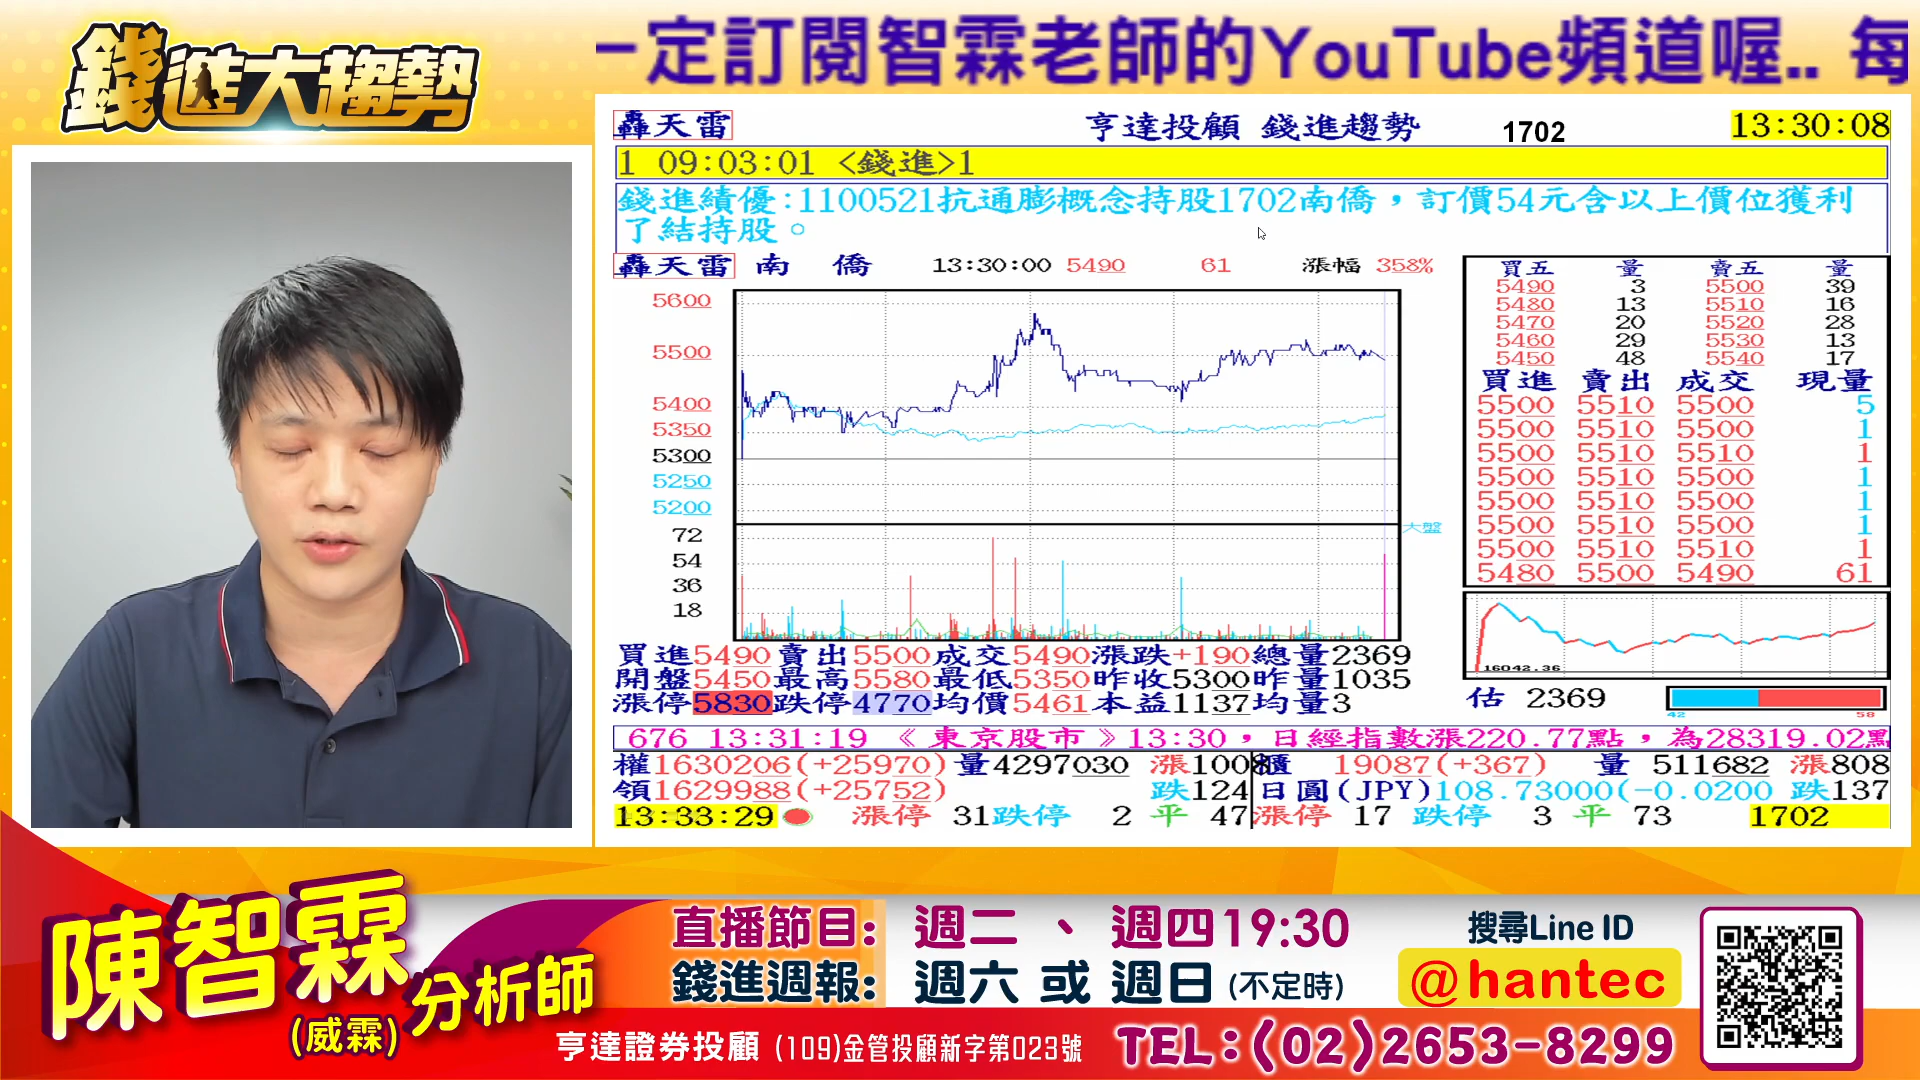 錢進大趨勢
一定訂閱智霖老師的YouTube頻道喔.. 每
轟天雷 亨達投顧 錢進趨勢 1702 13:30:08
1 09:03:01 <錢進>1
錢進績優:1100521抗通膨概念持股1702南僑，訂價54元含以上價位獲利
了結持股。
轟天雷 南 僑 13:30:00 5490 61 漲幅 358%
5600
5500
5400
5350
5300
5250
5200
72
54
36
18
大盤
買五 量 賣五 量
5490 3 5500 39
5480 13 5510 16
5470 20 5520 28
5460 29 5530 13
5450 48 5540 17
買進 賣出 成交 現量
5500 5510 5500 5
5500 5510 5500 1
5500 5510 5510 1
5500 5510 5500 1
5500 5510 5500 1
5500 5510 5500 1
5500 5510 5510 1
5480 5500 5490 61
16042.36
估 2369
42 58
買進5490賣出5500成交5490漲跌+190總量2369
開盤5450最高5580最低5350昨收5300昨量1035
漲停5830跌停4770均價5461本益1137均量3
676 13:31:19 《東京股市》13:30，日經指數漲220.77點，為28319.02點
權1630206(+25970)量4297030 漲1008 櫃 19087(+367) 量 511682 漲808
領1629988(+25752) 跌124 日圓(JPY)108.73000(-0.0200 跌137
13:33:29 漲停 31跌停 2 平 47 漲停 17 跌停 3 平 73 1702
陳智霖
(威霖)
分析師
直播節目: 週二 、 週四19:30
錢進週報: 週六 或 週日 (不定時)
搜尋Line ID
@hantec
亨達證券投顧 (109)金管投顧新字第023號 TEL:(02)2653-8299